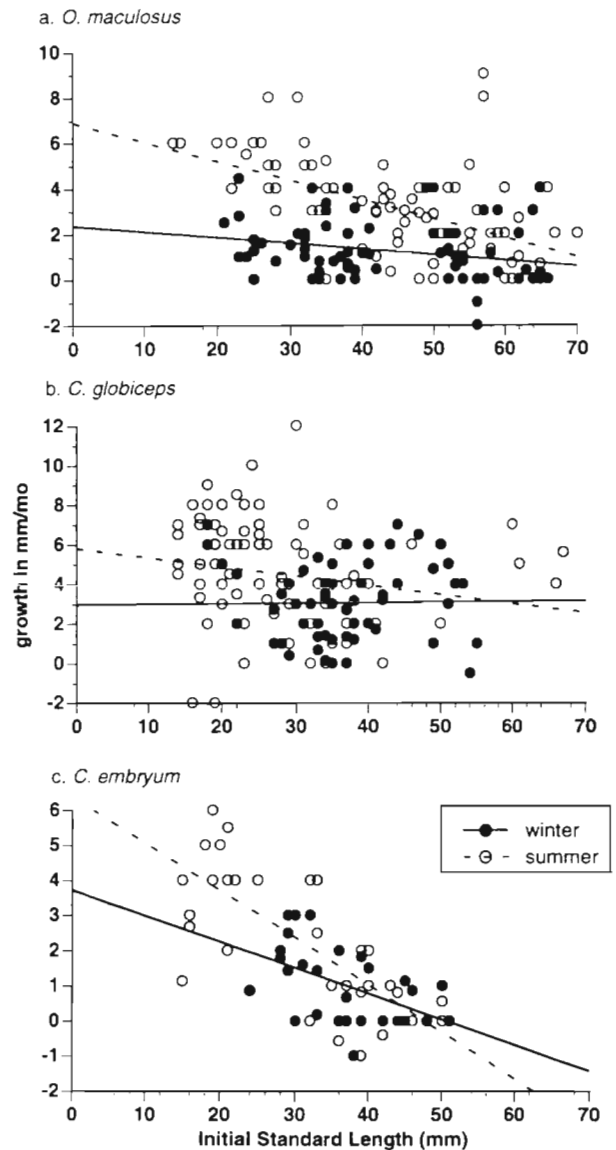 a. O. maculosus
10
8
6
4
2
0
-2
0 10 20 30 40 50 60 70
b. C. globiceps
12
10
8
6
4
2
0
-2
0 10 20 30 40 50 60 70
growth in mm/mo
c. C. embryum
6
5
4
3
2
1
0
-1
-2
0 10 20 30 40 50 60 70
winter
summer
Initial Standard Length (mm)